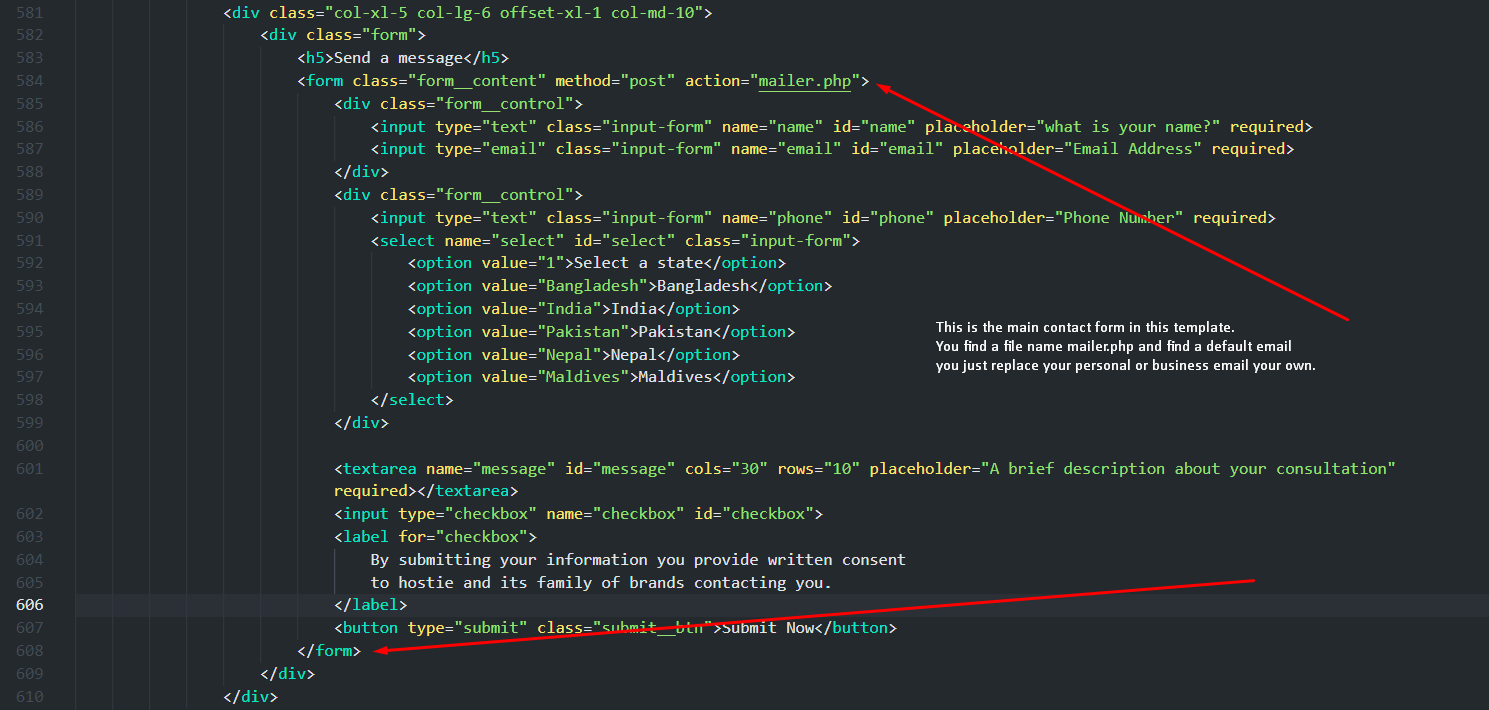 581 <div class="col-xl-5 col-lg-6 offset-xl-1 col-md-10">
582 <div class="form">
583 <h5>Send a message</h5>
584 <form class="form__content" method="post" action="mailer.php">
585 <div class="form__control">
586 <input type="text" class="input-form" name="name" id="name" placeholder="what is your name?" required>
587 <input type="email" class="input-form" name="email" id="email" placeholder="Email Address" required>
588 </div>
589 <div class="form__control">
590 <input type="text" class="input-form" name="phone" id="phone" placeholder="Phone Number" required>
591 <select name="select" id="select" class="input-form">
592 <option value="1">Select a state</option>
593 <option value="Bangladesh">Bangladesh</option>
594 <option value="India">India</option>
595 <option value="Pakistan">Pakistan</option>
596 <option value="Nepal">Nepal</option>
597 <option value="Maldives">Maldives</option>
598 </select>
599 </div>
600
601 <textarea name="message" id="message" cols="30" rows="10" placeholder="A brief description about your consultation"
required></textarea>
602 <input type="checkbox" name="checkbox" id="checkbox">
603 <label for="checkbox">
604 By submitting your information you provide written consent
605 to hostie and its family of brands contacting you.
606 </label>
607 <button type="submit" class="submit__btn">Submit Now</button>
608 </form>
609 </div>
610 </div>
This is the main contact form in this template.
You find a file name mailer.php and find a default email
you just replace your personal or business email your own.